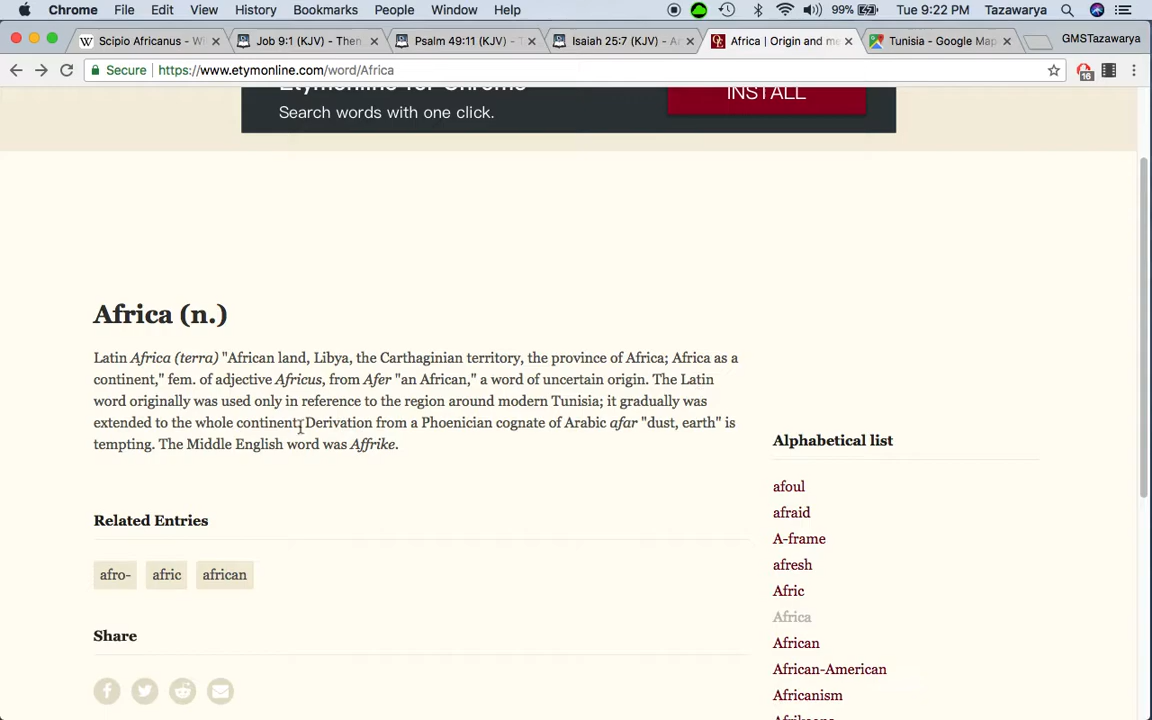 Chrome File Edit View History Bookmarks People Window Help 99% Tue 9:22 PM Tazawarya
Scipio Africanus - Wi Job 9:1 (KJV) - Then Psalm 49:11 (KJV) - T Isaiah 25:7 (KJV) - An Africa | Origin and me Tunisia - Google Map GMSTazawarya
Secure https://www.etymonline.com/word/Africa 16
Etymonline for Chrome
Search words with one click.
INSTALL
Africa (n.)
Latin Africa (terra) "African land, Libya, the Carthaginian territory, the province of Africa; Africa as a
continent," fem. of adjective Africus, from Afer "an African," a word of uncertain origin. The Latin
word originally was used only in reference to the region around modern Tunisia; it gradually was
extended to the whole continent. Derivation from a Phoenician cognate of Arabic afar "dust, earth" is
tempting. The Middle English word was Affrike.
Related Entries
afro- afric african
Share
Alphabetical list
afoul
afraid
A-frame
afresh
Afric
Africa
African
African-American
Africanism
Afrikaans